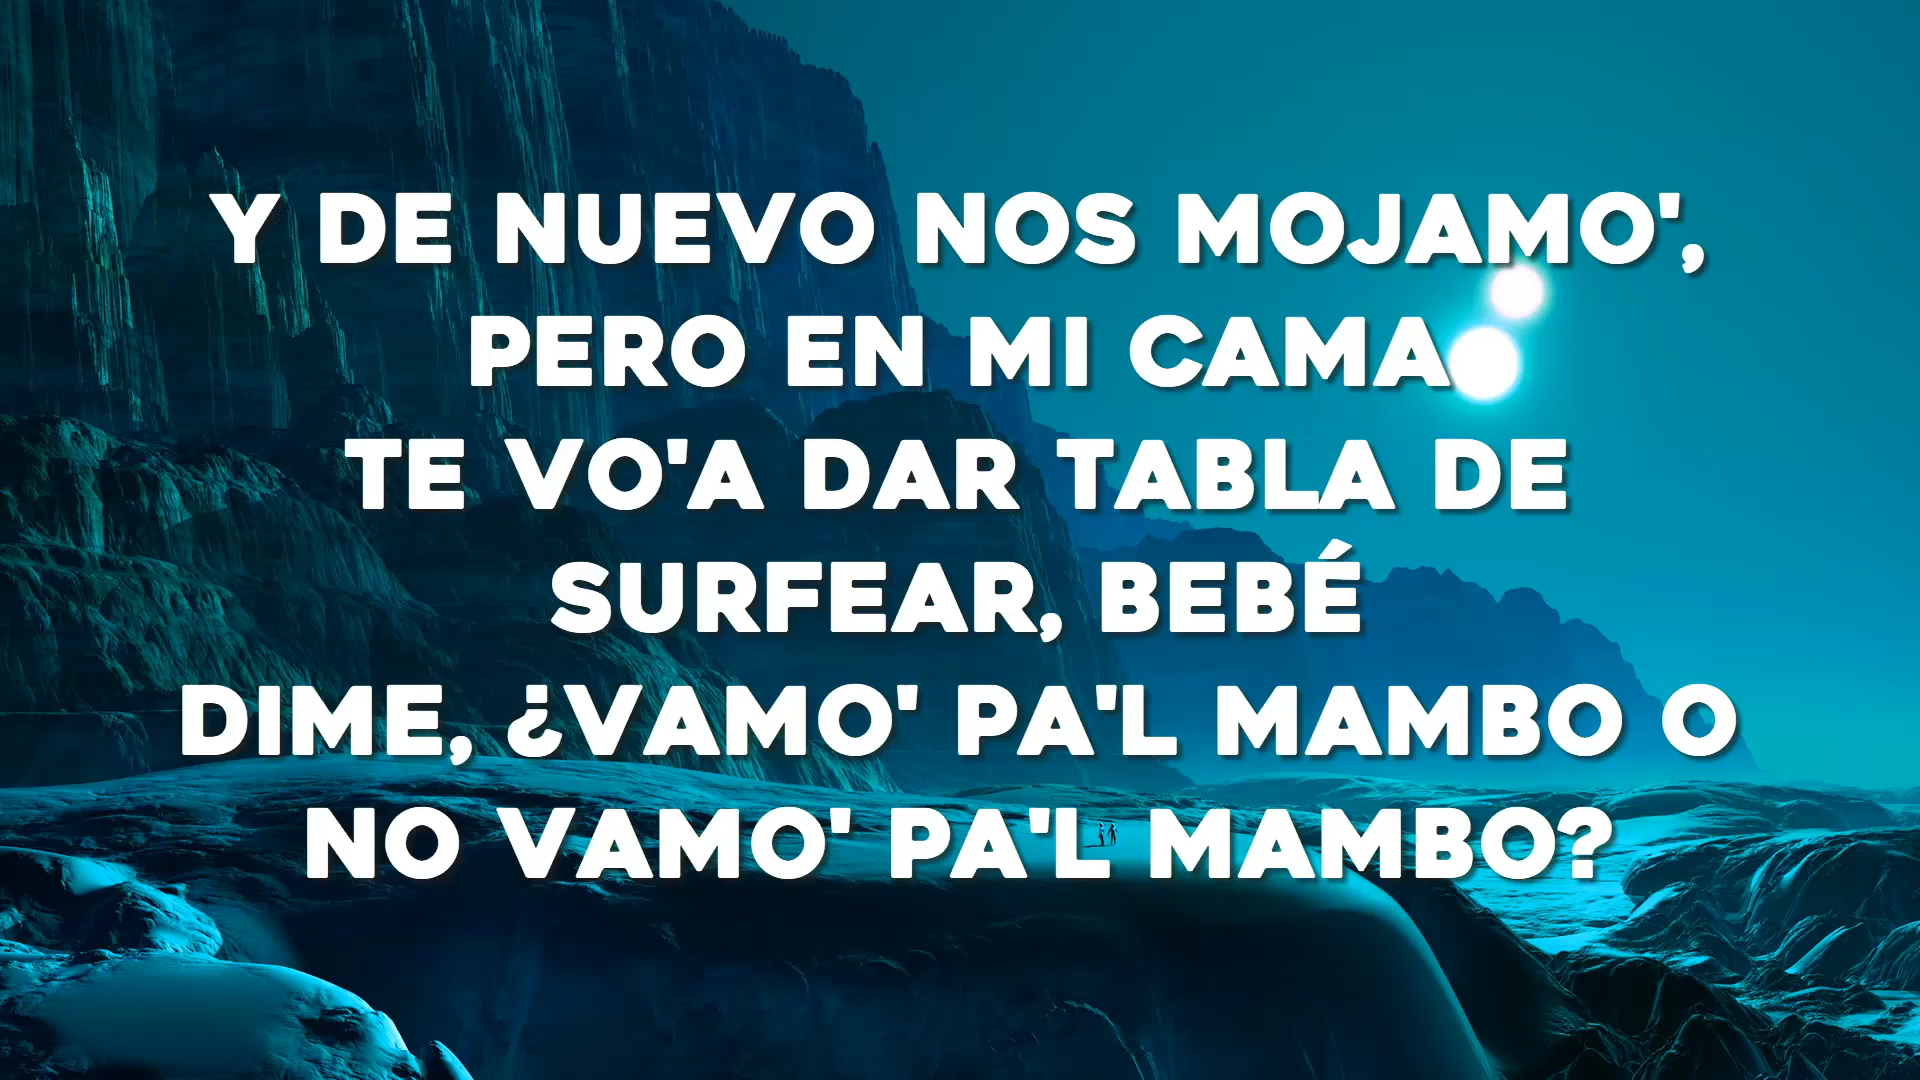 Y DE NUEVO NOS MOJAMO',
PERO EN MI CAMA
TE VO'A DAR TABLA DE
SURFEAR, BEBÉ
DIME, ¿VAMO' PA'L MAMBO O
NO VAMO' PA'L MAMBO?